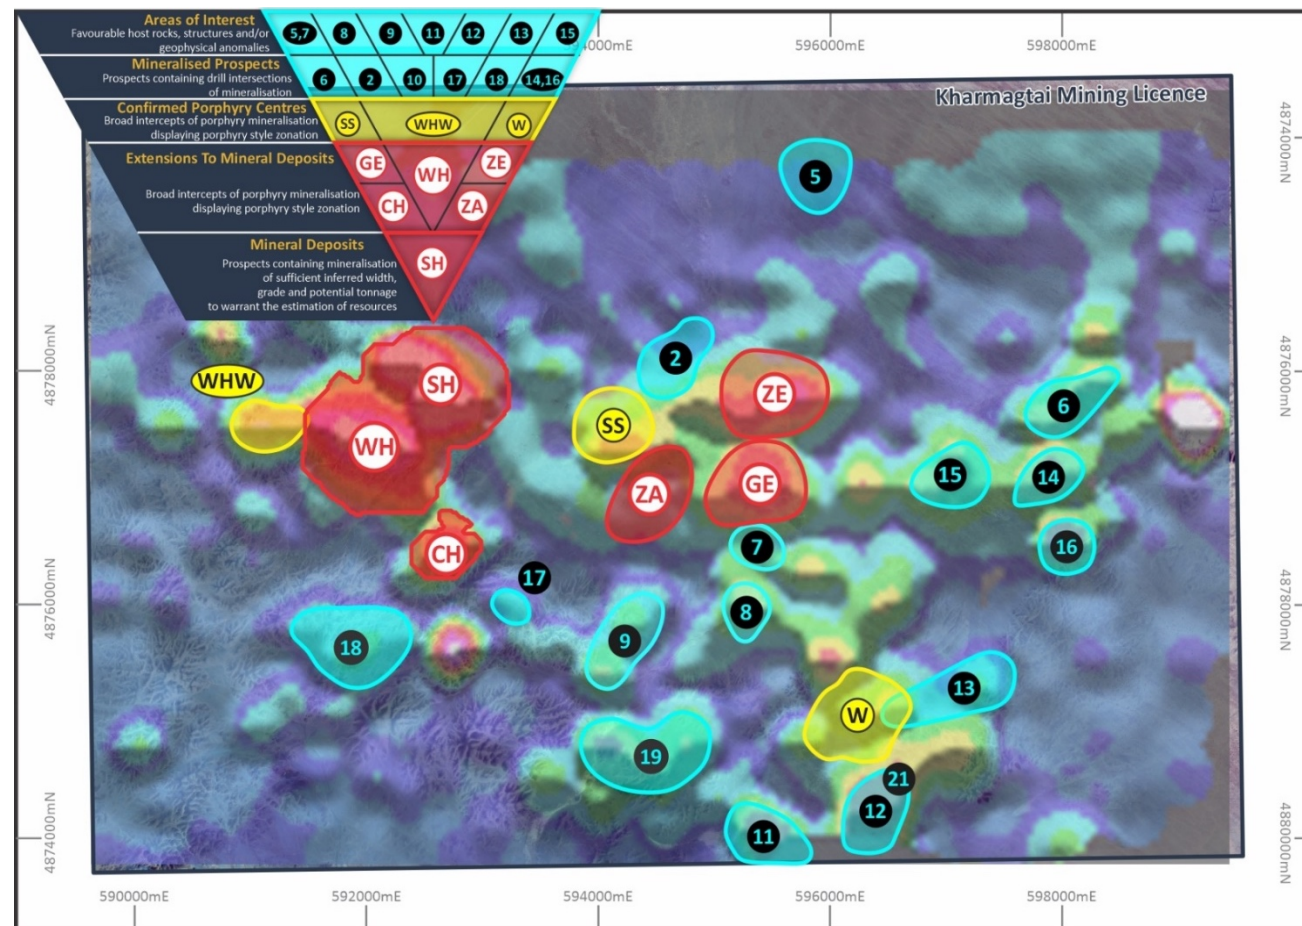 Areas of Interest
Favourable host rocks, structures and/or
geophysical anomalies
5,7 8 9 11 12 13 15
Mineralised Prospects
Prospects containing drill intersections
of mineralisation
6 2 10 17 18 14,16
Confirmed Porphyry Centres
Broad intercepts of porphyry mineralisation
displaying porphyry style zonation
SS WHW W
Extensions To Mineral Deposits
GE WH ZE
Broad intercepts of porphyry mineralisation
displaying porphyry style zonation
CH ZA
Mineral Deposits
Prospects containing mineralisation
of sufficient inferred width,
grade and potential tonnage
to warrant the estimation of resources
SH
594000mE 596000mE 598000mE
Kharmagtai Mining Licence
4874000mN
4876000mN
4878000mN
4880000mN
4878000mN
4876000mN
4874000mN
5
2
WHW
SH
ZE
6
SS
WH
15
14
ZA
GE
7
16
CH
17
8
18
9
13
W
19
21
12
11
590000mE 592000mE 594000mE 596000mE 598000mE